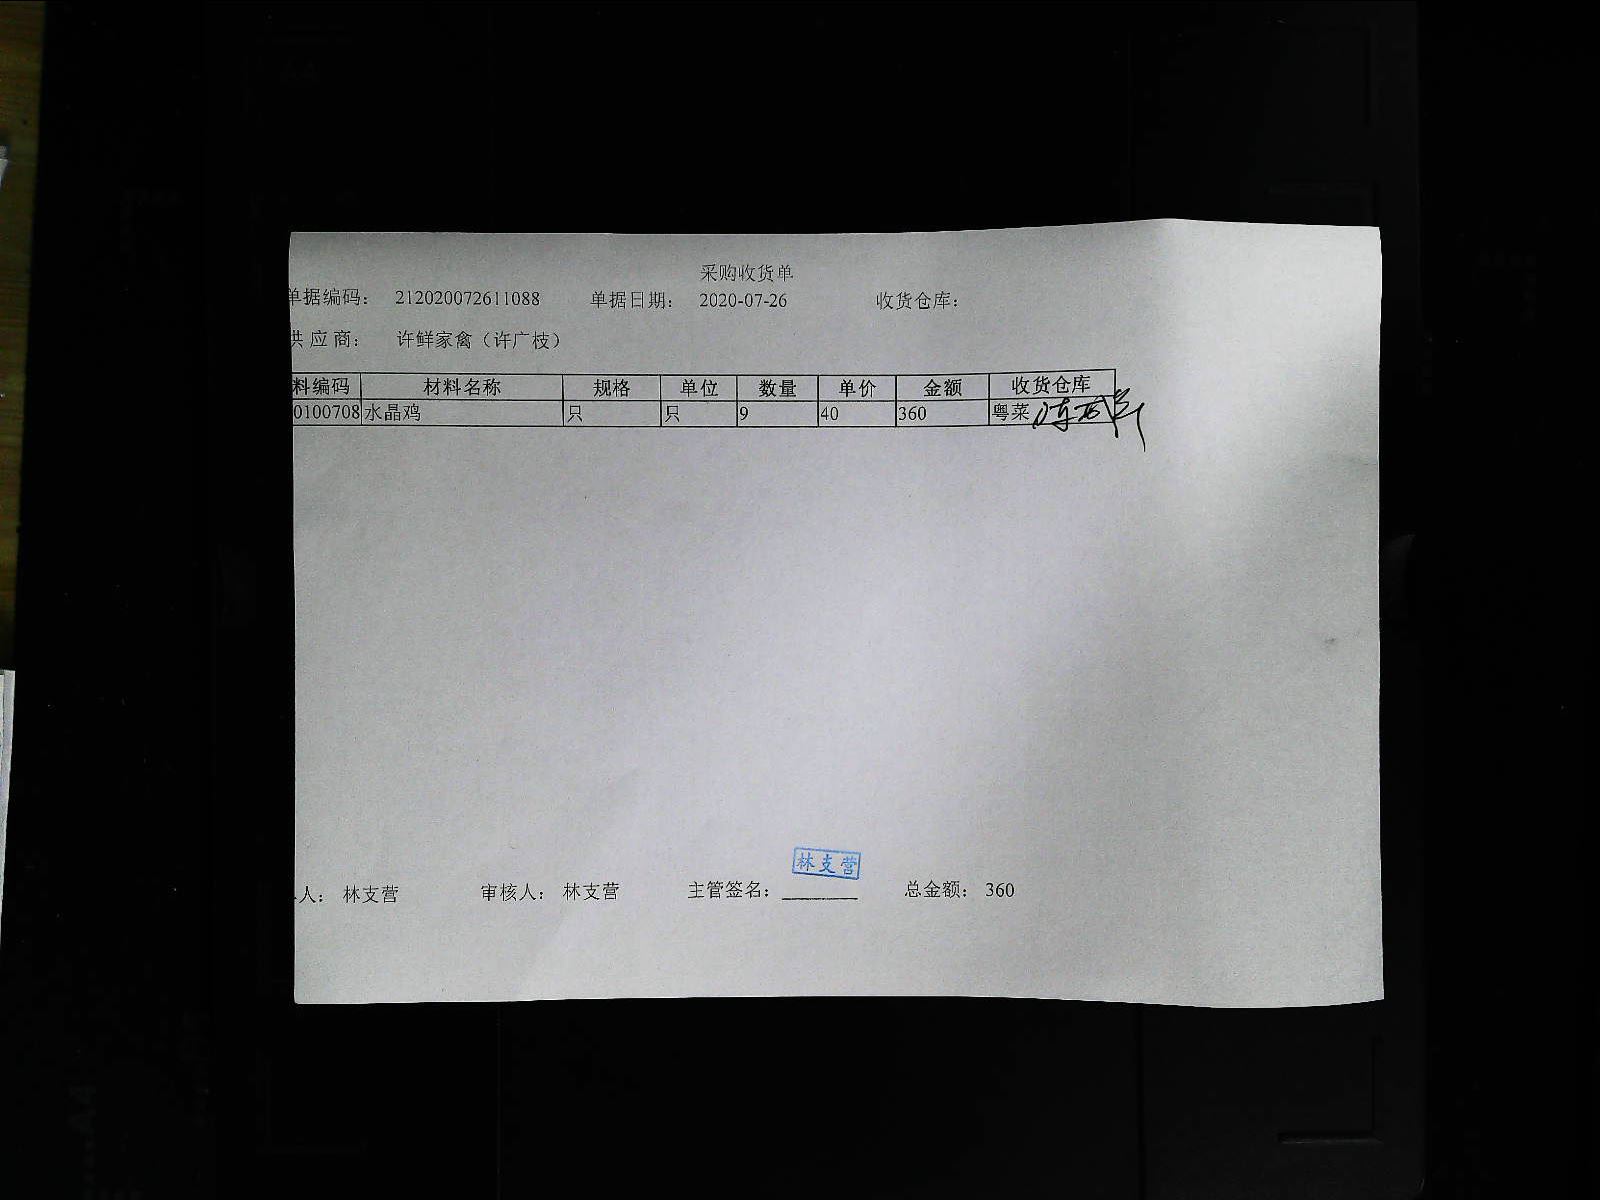 采购收货单
单据编码： 212020072611088 单据日期： 2020-07-26 收货仓库：
供 应 商： 许鲜家禽（许广枝）
料编码 材料名称 规格 单位 数量 单价 金额 收货仓库
0100708 水晶鸡 只 只 9 40 360 粤菜
林支营
人： 林支营 审核人： 林支营 主管签名： 总金额： 360